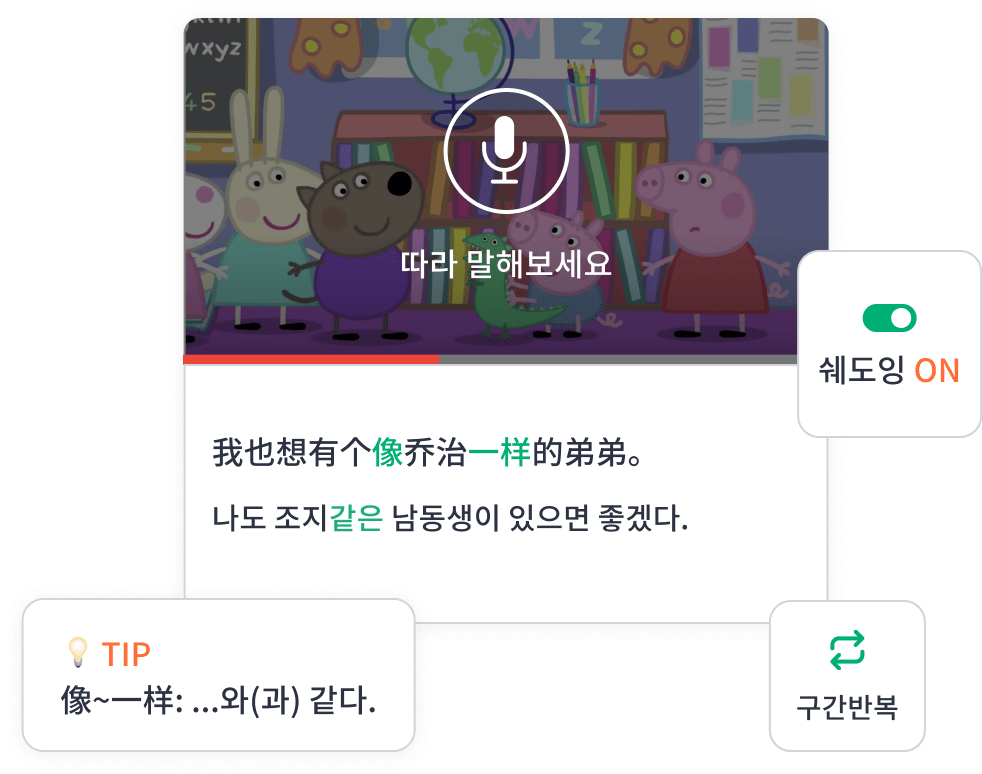 wxyz
45
z
따라 말해보세요
쉐도잉 ON
我也想有个像乔治一样的弟弟。
나도 조지같은 남동생이 있으면 좋겠다.
TIP
像~一样: ...와(과) 같다.
구간반복